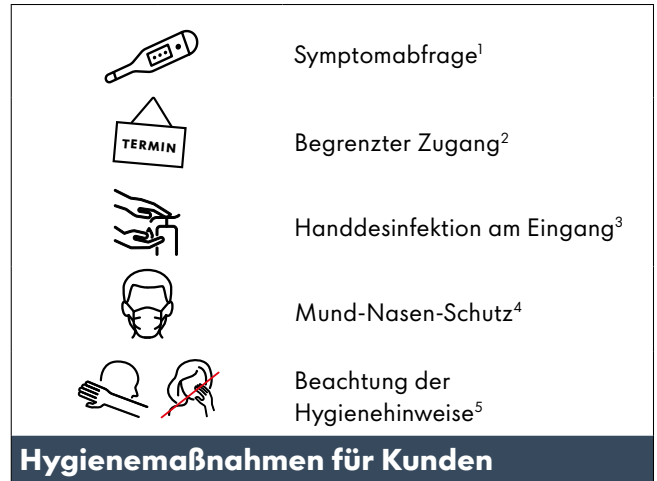 Symptomabfrage¹
TERMIN
Begrenzter Zugang²
Handdesinfektion am Eingang³
Mund-Nasen-Schutz⁴
Beachtung der
Hygienehinweise⁵
Hygienemaßnahmen für Kunden